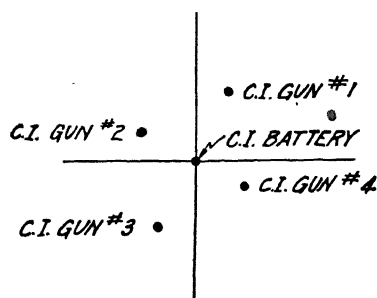 C.I. GUN #1
C.I. GUN #2
C.I. BATTERY
C.I. GUN #4
C.I. GUN #3